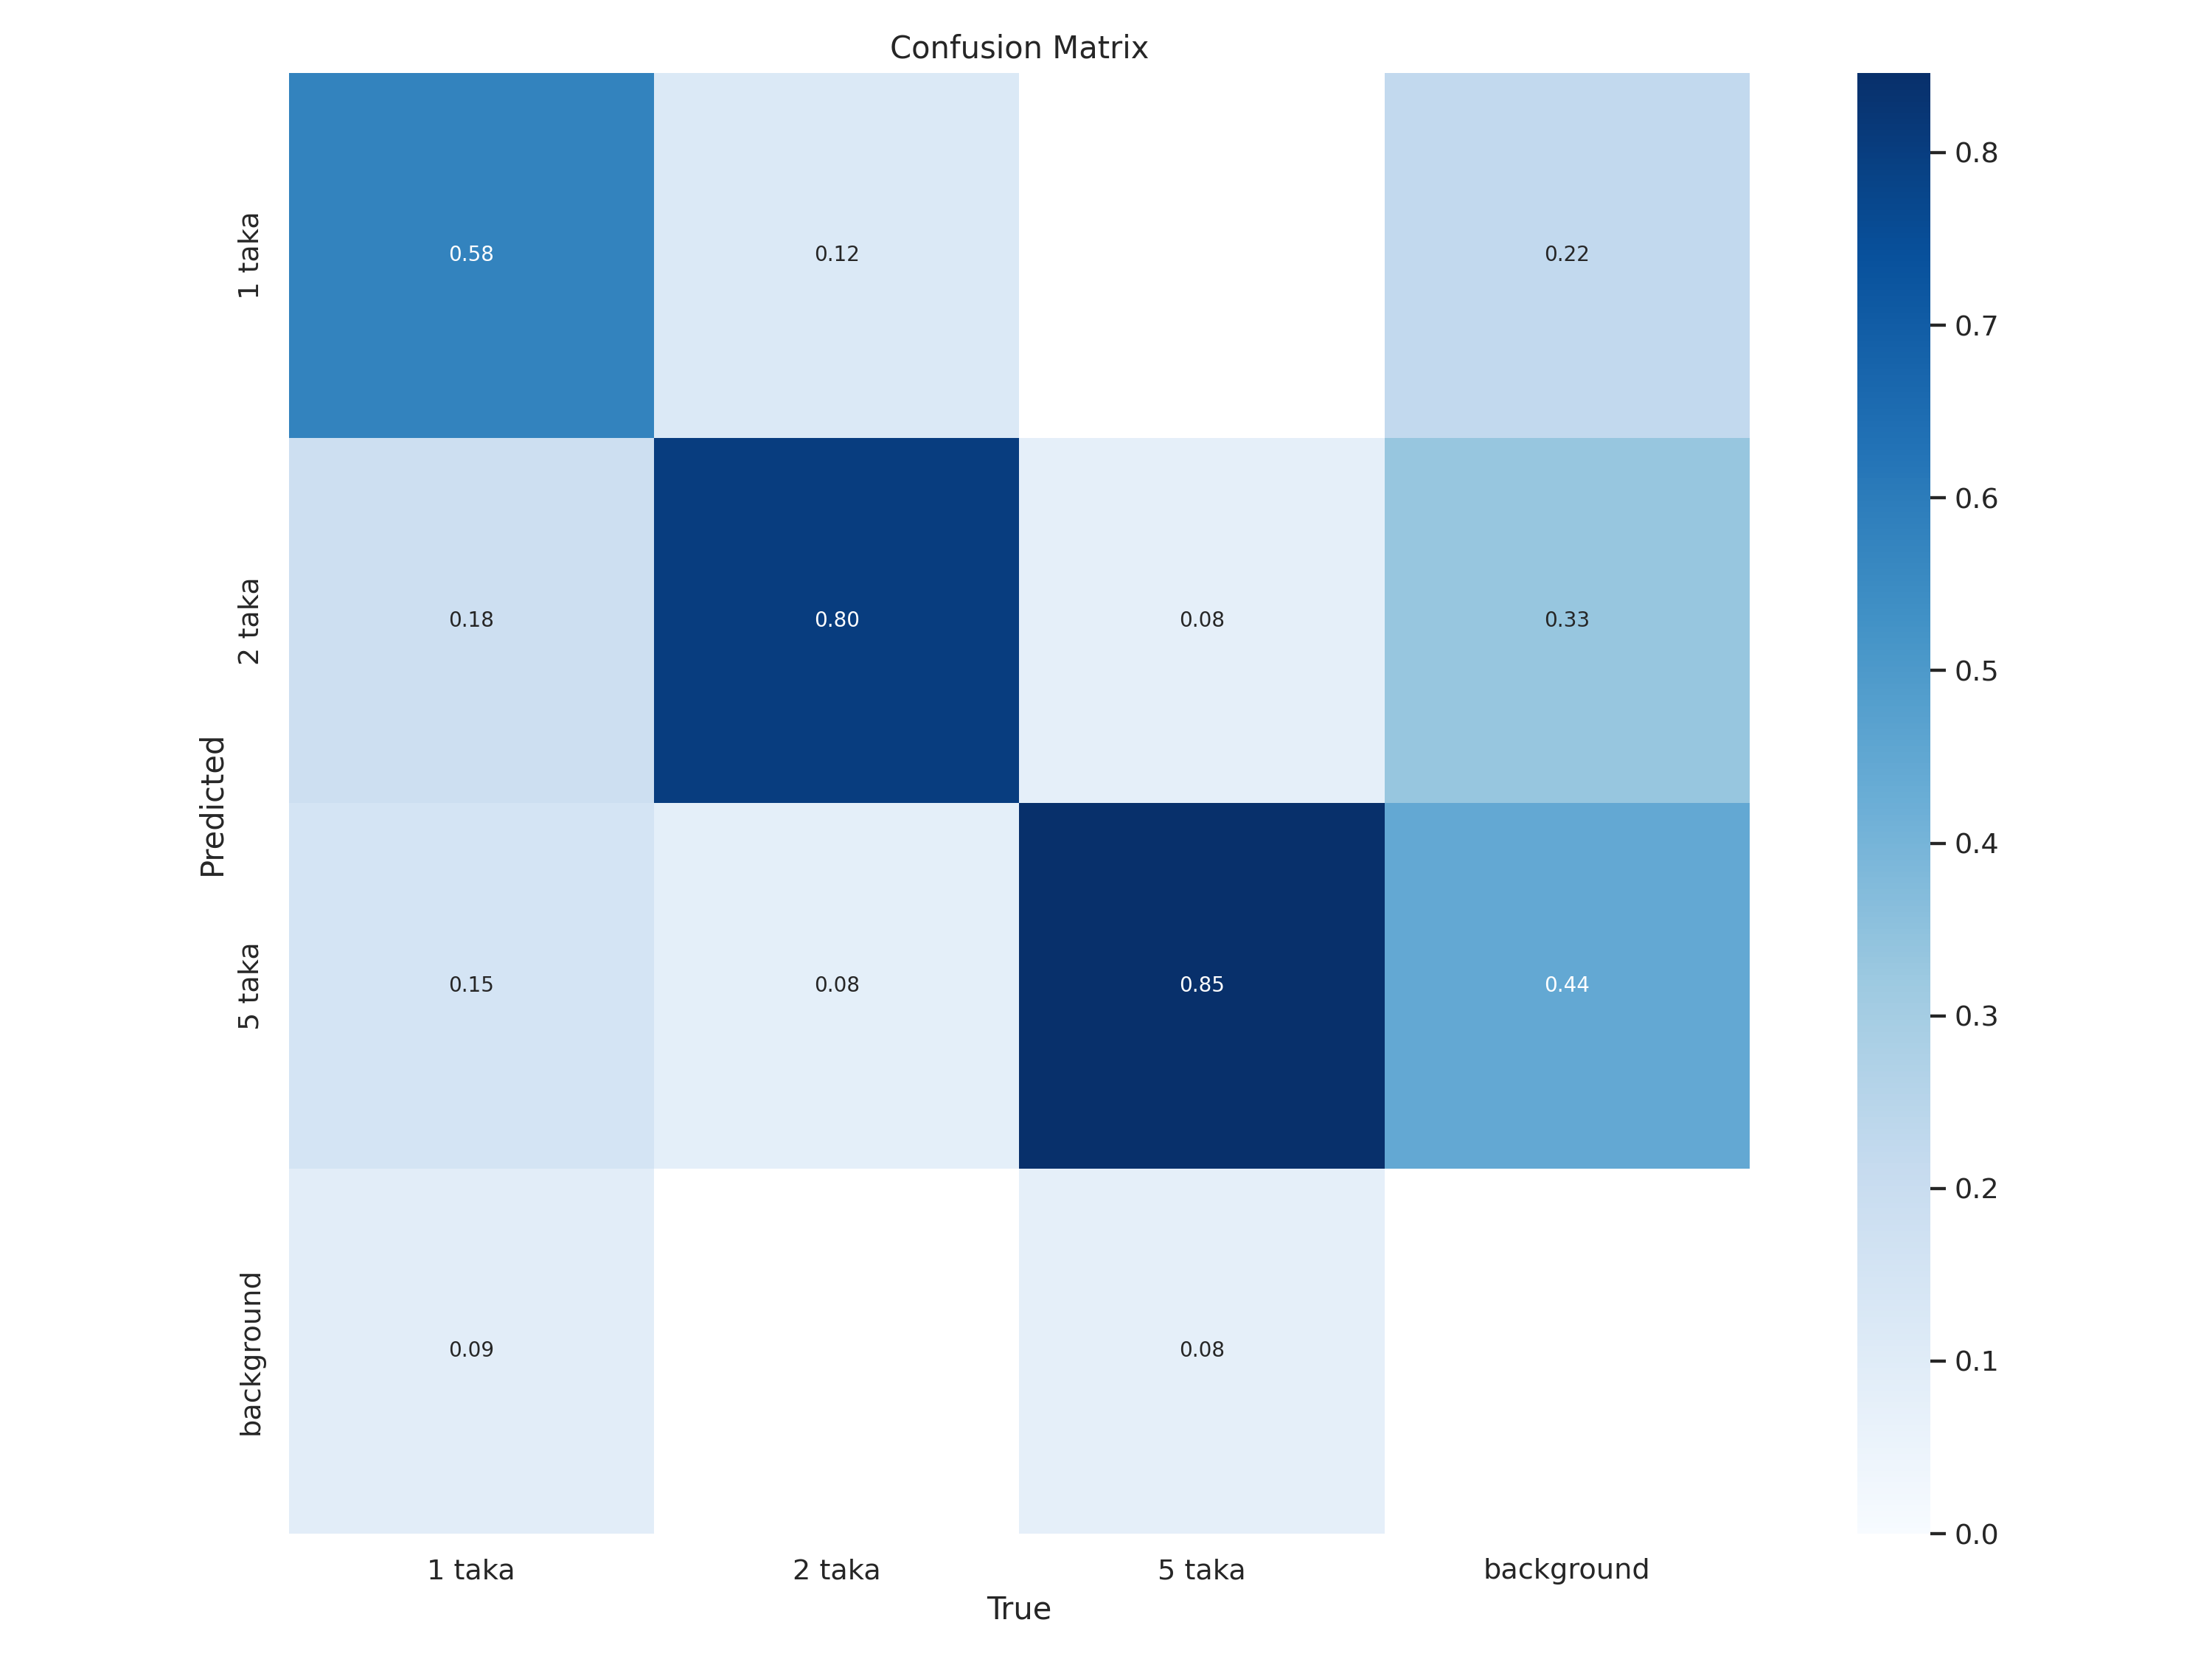 Confusion Matrix
1 taka
0.58
0.12
0.22
2 taka
0.18
0.80
0.08
0.33
5 taka
0.15
0.08
0.85
0.44
background
0.09
0.08
Predicted
1 taka
2 taka
5 taka
background
True
0.8
0.7
0.6
0.5
0.4
0.3
0.2
0.1
0.0